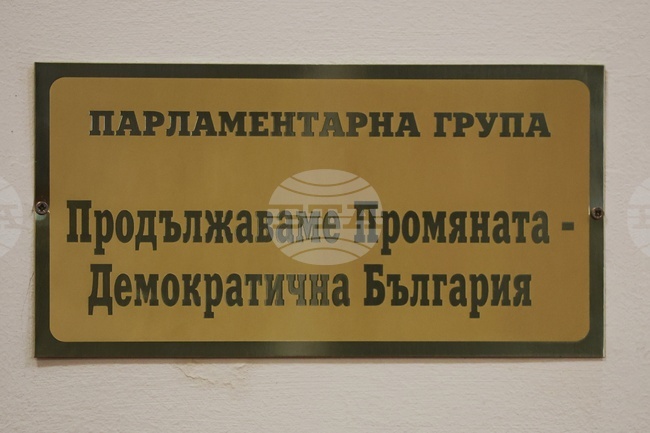 ПАРЛАМЕНТАРНА ГРУПА
Продължаваме Промяната -
Демократична България